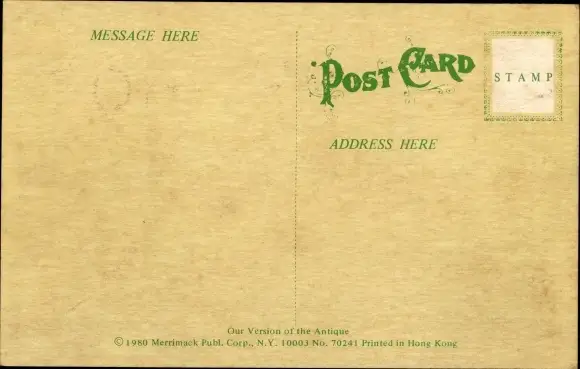 MESSAGE HERE
POST CARD
STAMP
ADDRESS HERE
Our Version of the Antique
© 1980 Merrimack Publ. Corp., N.Y. 10003 No. 70241 Printed in Hong Kong